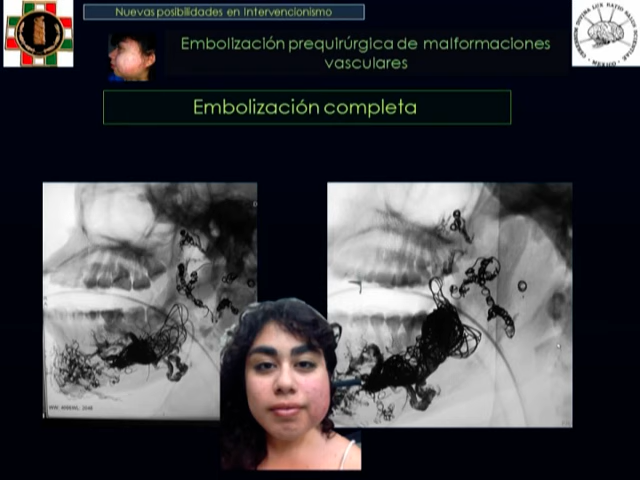 Nuevas posibilidades en Intervencionismo
Embolización prequirúrgica de malformaciones
vasculares
Embolización completa